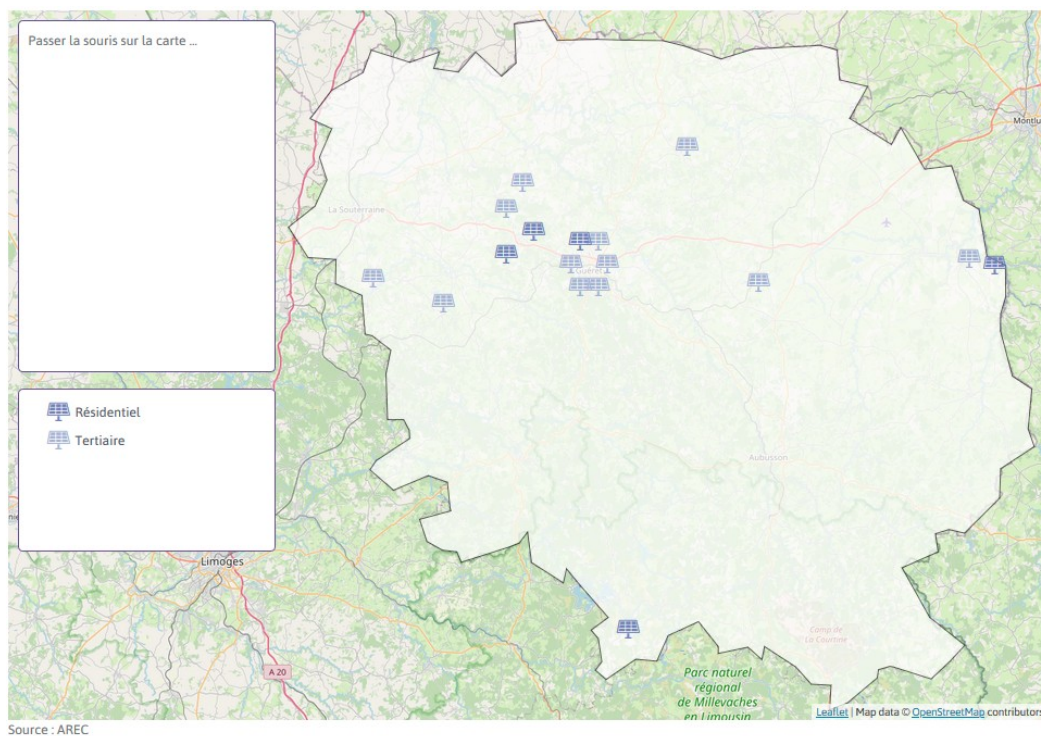 Passer la souris sur la carte ...
Montlu
La Souterraine
Guéret
Résidentiel
Tertiaire
Aubusson
Limoges
Camp de
La Courtine
A 20
Parc naturel
régional
de Millevaches
en Limousin
Leaflet | Map data © OpenStreetMap contributors
Source : AREC